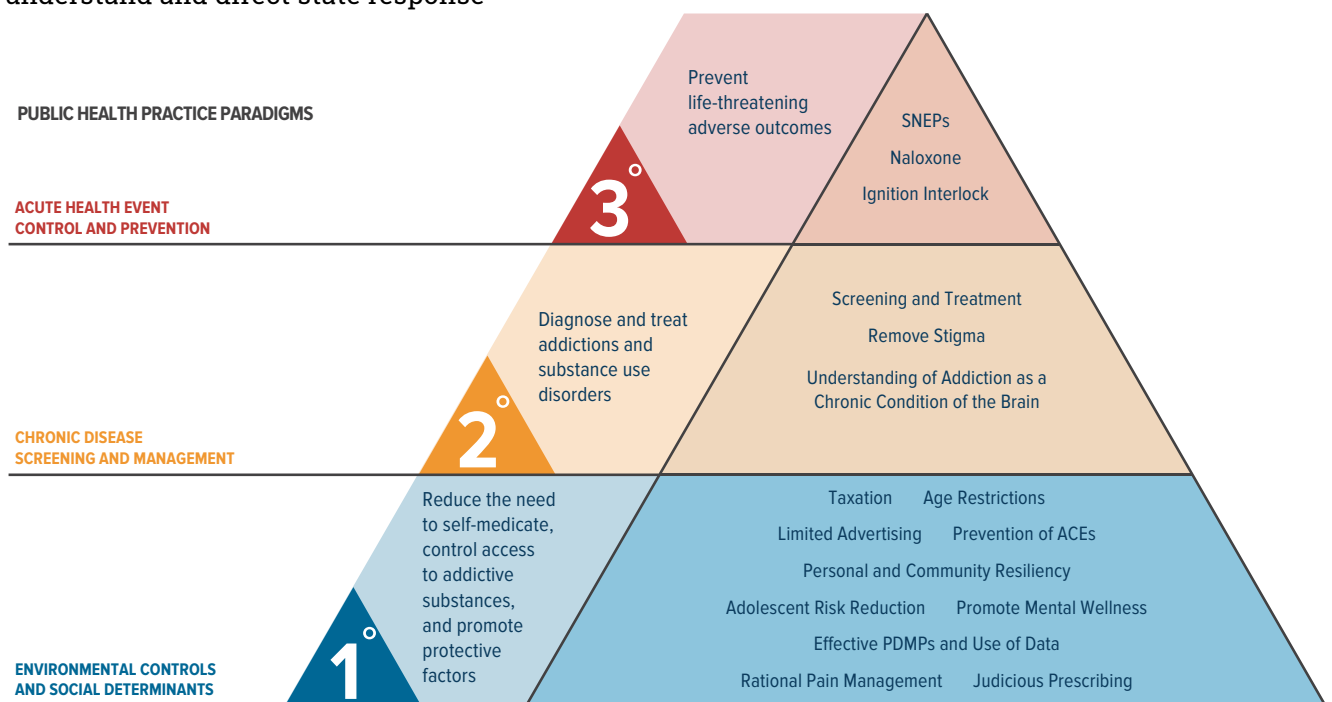 understand and direct state response
PUBLIC HEALTH PRACTICE PARADIGMS
Prevent
life-threatening
adverse outcomes
SNEPs
Naloxone
Ignition Interlock
3°
ACUTE HEALTH EVENT
CONTROL AND PREVENTION
Diagnose and treat
addictions and
substance use
disorders
Screening and Treatment
Remove Stigma
Understanding of Addiction as a
Chronic Condition of the Brain
2°
CHRONIC DISEASE
SCREENING AND MANAGEMENT
Reduce the need
to self-medicate,
control access
to addictive
substances,
and promote
protective
factors
Taxation Age Restrictions
Limited Advertising Prevention of ACEs
Personal and Community Resiliency
Adolescent Risk Reduction Promote Mental Wellness
Effective PDMPs and Use of Data
Rational Pain Management Judicious Prescribing
1°
ENVIRONMENTAL CONTROLS
AND SOCIAL DETERMINANTS